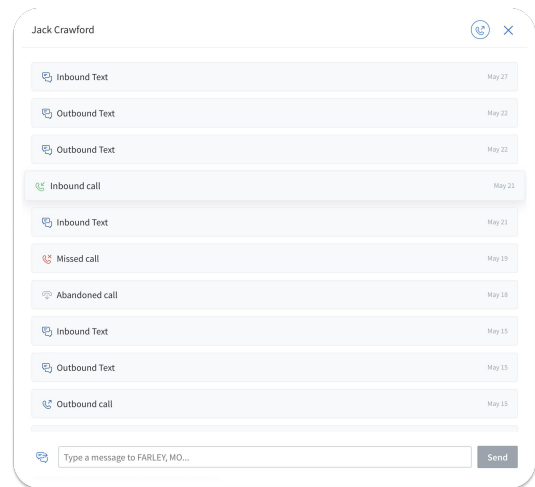 Jack Crawford
Inbound Text May 27
Outbound Text May 22
Outbound Text May 22
Inbound call May 21
Inbound Text May 21
Missed call May 19
Abandoned call May 18
Inbound Text May 15
Outbound Text May 15
Outbound call May 15
Type a message to FARLEY, MO... Send